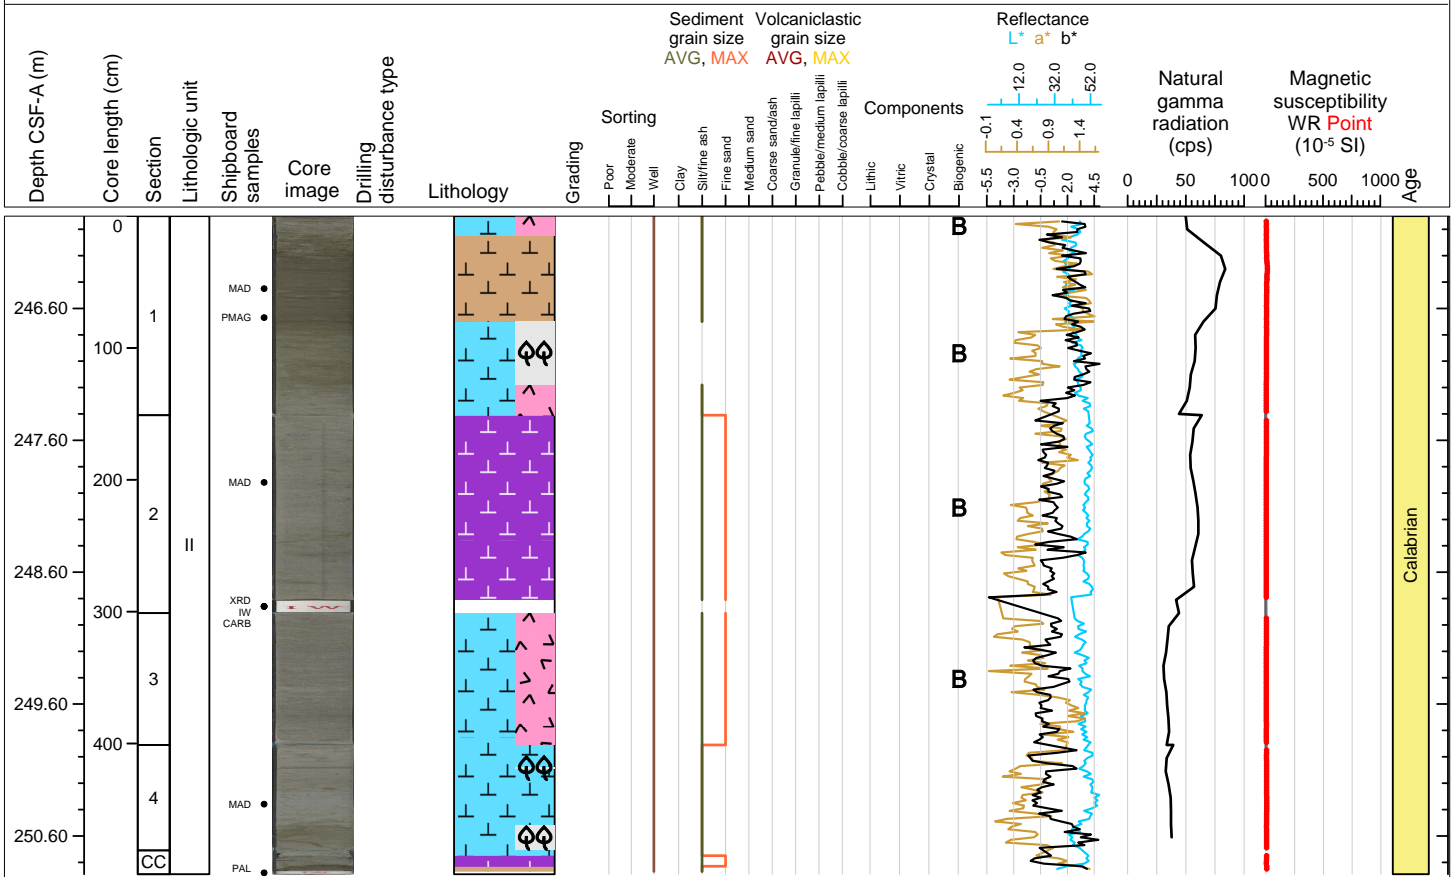 Sediment grain size
AVG, MAX
Volcaniclastic grain size
AVG, MAX
Reflectance
L* a* b*
Depth CSF-A (m)
Core length (cm)
Section
Lithologic unit
Shipboard samples
Core image
Drilling disturbance type
Lithology
Grading
Sorting
Poor
Moderate
Well
Clay
Silt/fine ash
Fine sand
Medium sand
Coarse sand/ash
Granule/fine lapilli
Pebble/medium lapilli
Cobble/coarse lapilli
Components
Lithic
Vitric
Crystal
Biogenic
12.0 32.0 52.0
-0.1 0.4 0.9 1.4
-5.5 -3.0 -0.5 2.0 4.5
Natural gamma radiation (cps)
0 50 100
Magnetic susceptibility WR Point (10-5 SI)
0 500 1000
Age
0
246.60
100
247.60
200
248.60
300
249.60
400
250.60
1
2
3
4
CC
II
MAD
PMAG
MAD
XRD
IW
CARB
MAD
PAL
I W
B
B
B
B
Calabrian